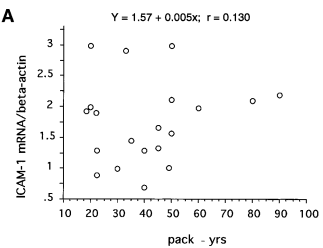 A
Y = 1.57 + 0.005x; r = 0.130
ICAM-1 mRNA/beta-actin
3
2.5
2
1.5
1
.5
10 20 30 40 50 60 70 80 90 100
pack - yrs